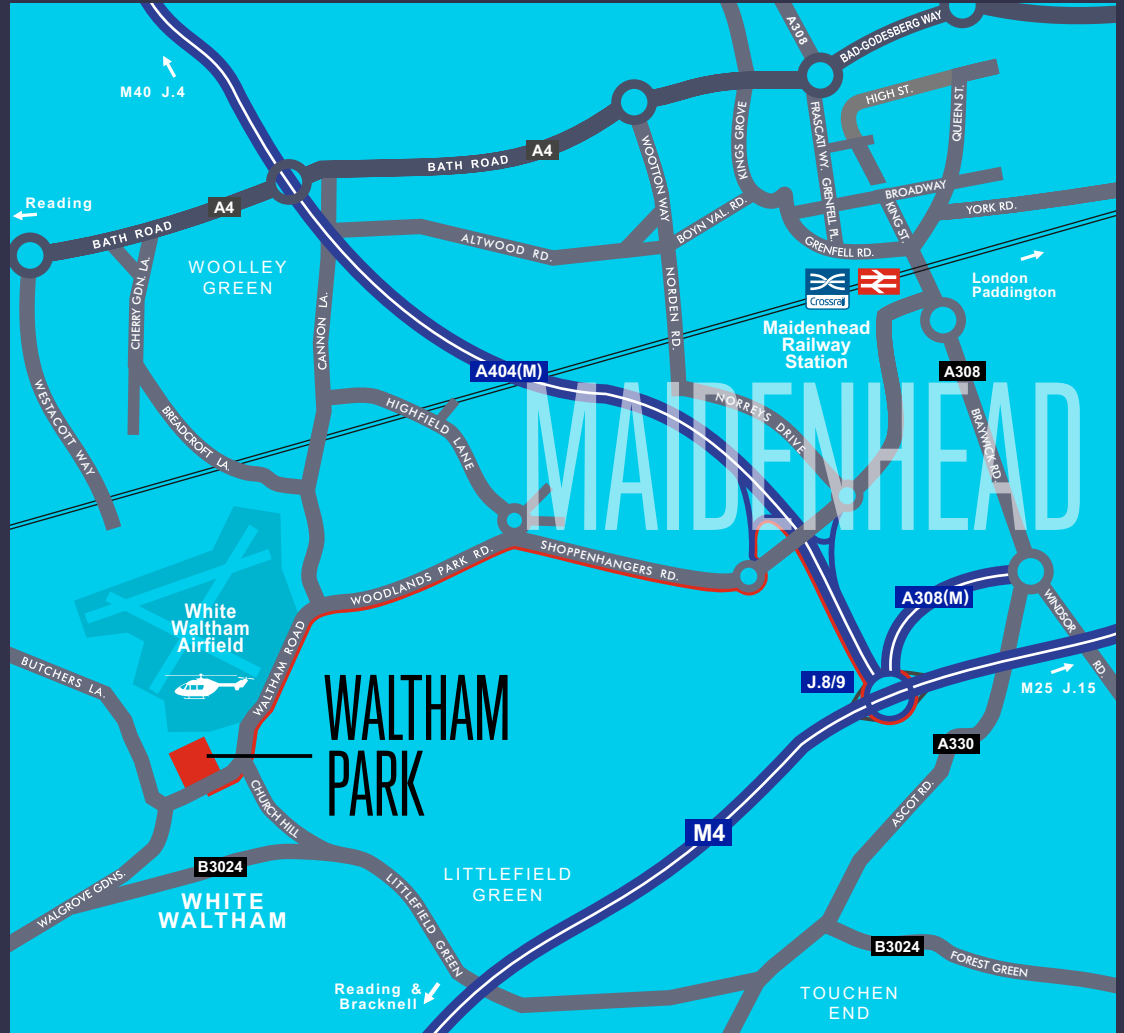 A308
BAD-GODESBERG WAY
M40 J.4
HIGH ST.
QUEEN ST.
KINGS GROVE
FRASCATI WY.
GRENFELL PL.
A4
BATH ROAD
WOOTTON WAY
BROADWAY
KING ST.
YORK RD.
Reading
A4
BATH ROAD
BOYN VAL. RD.
ALTWOOD RD.
GRENFELL RD.
WOOLLEY
GREEN
CHERRY GDN. LA.
CANNON LA.
NORDEN RD.
Crossrail
London
Paddington
Maidenhead
Railway
Station
A404(M)
A308
WESTACOTT WAY
BREADCROFT LA.
HIGHFIELD LANE
NORREYS DRIVE
BRAYWICK RD.
MAIDENHEAD
SHOPPENHANGERS RD.
WOODLANDS PARK RD.
A308(M)
WINDSOR RD.
White
Waltham
Airfield
WALTHAM ROAD
BUTCHERS LA.
J.8/9
M25 J.15
WALTHAM
PARK
A330
CHURCH HILL
ASCOT RD.
M4
B3024
LITTLEFIELD
GREEN
WALGROVE GDNS.
WHITE
WALTHAM
LITTLEFIELD GREEN
B3024
FOREST GREEN
Reading &
Bracknell
TOUCHEN
END